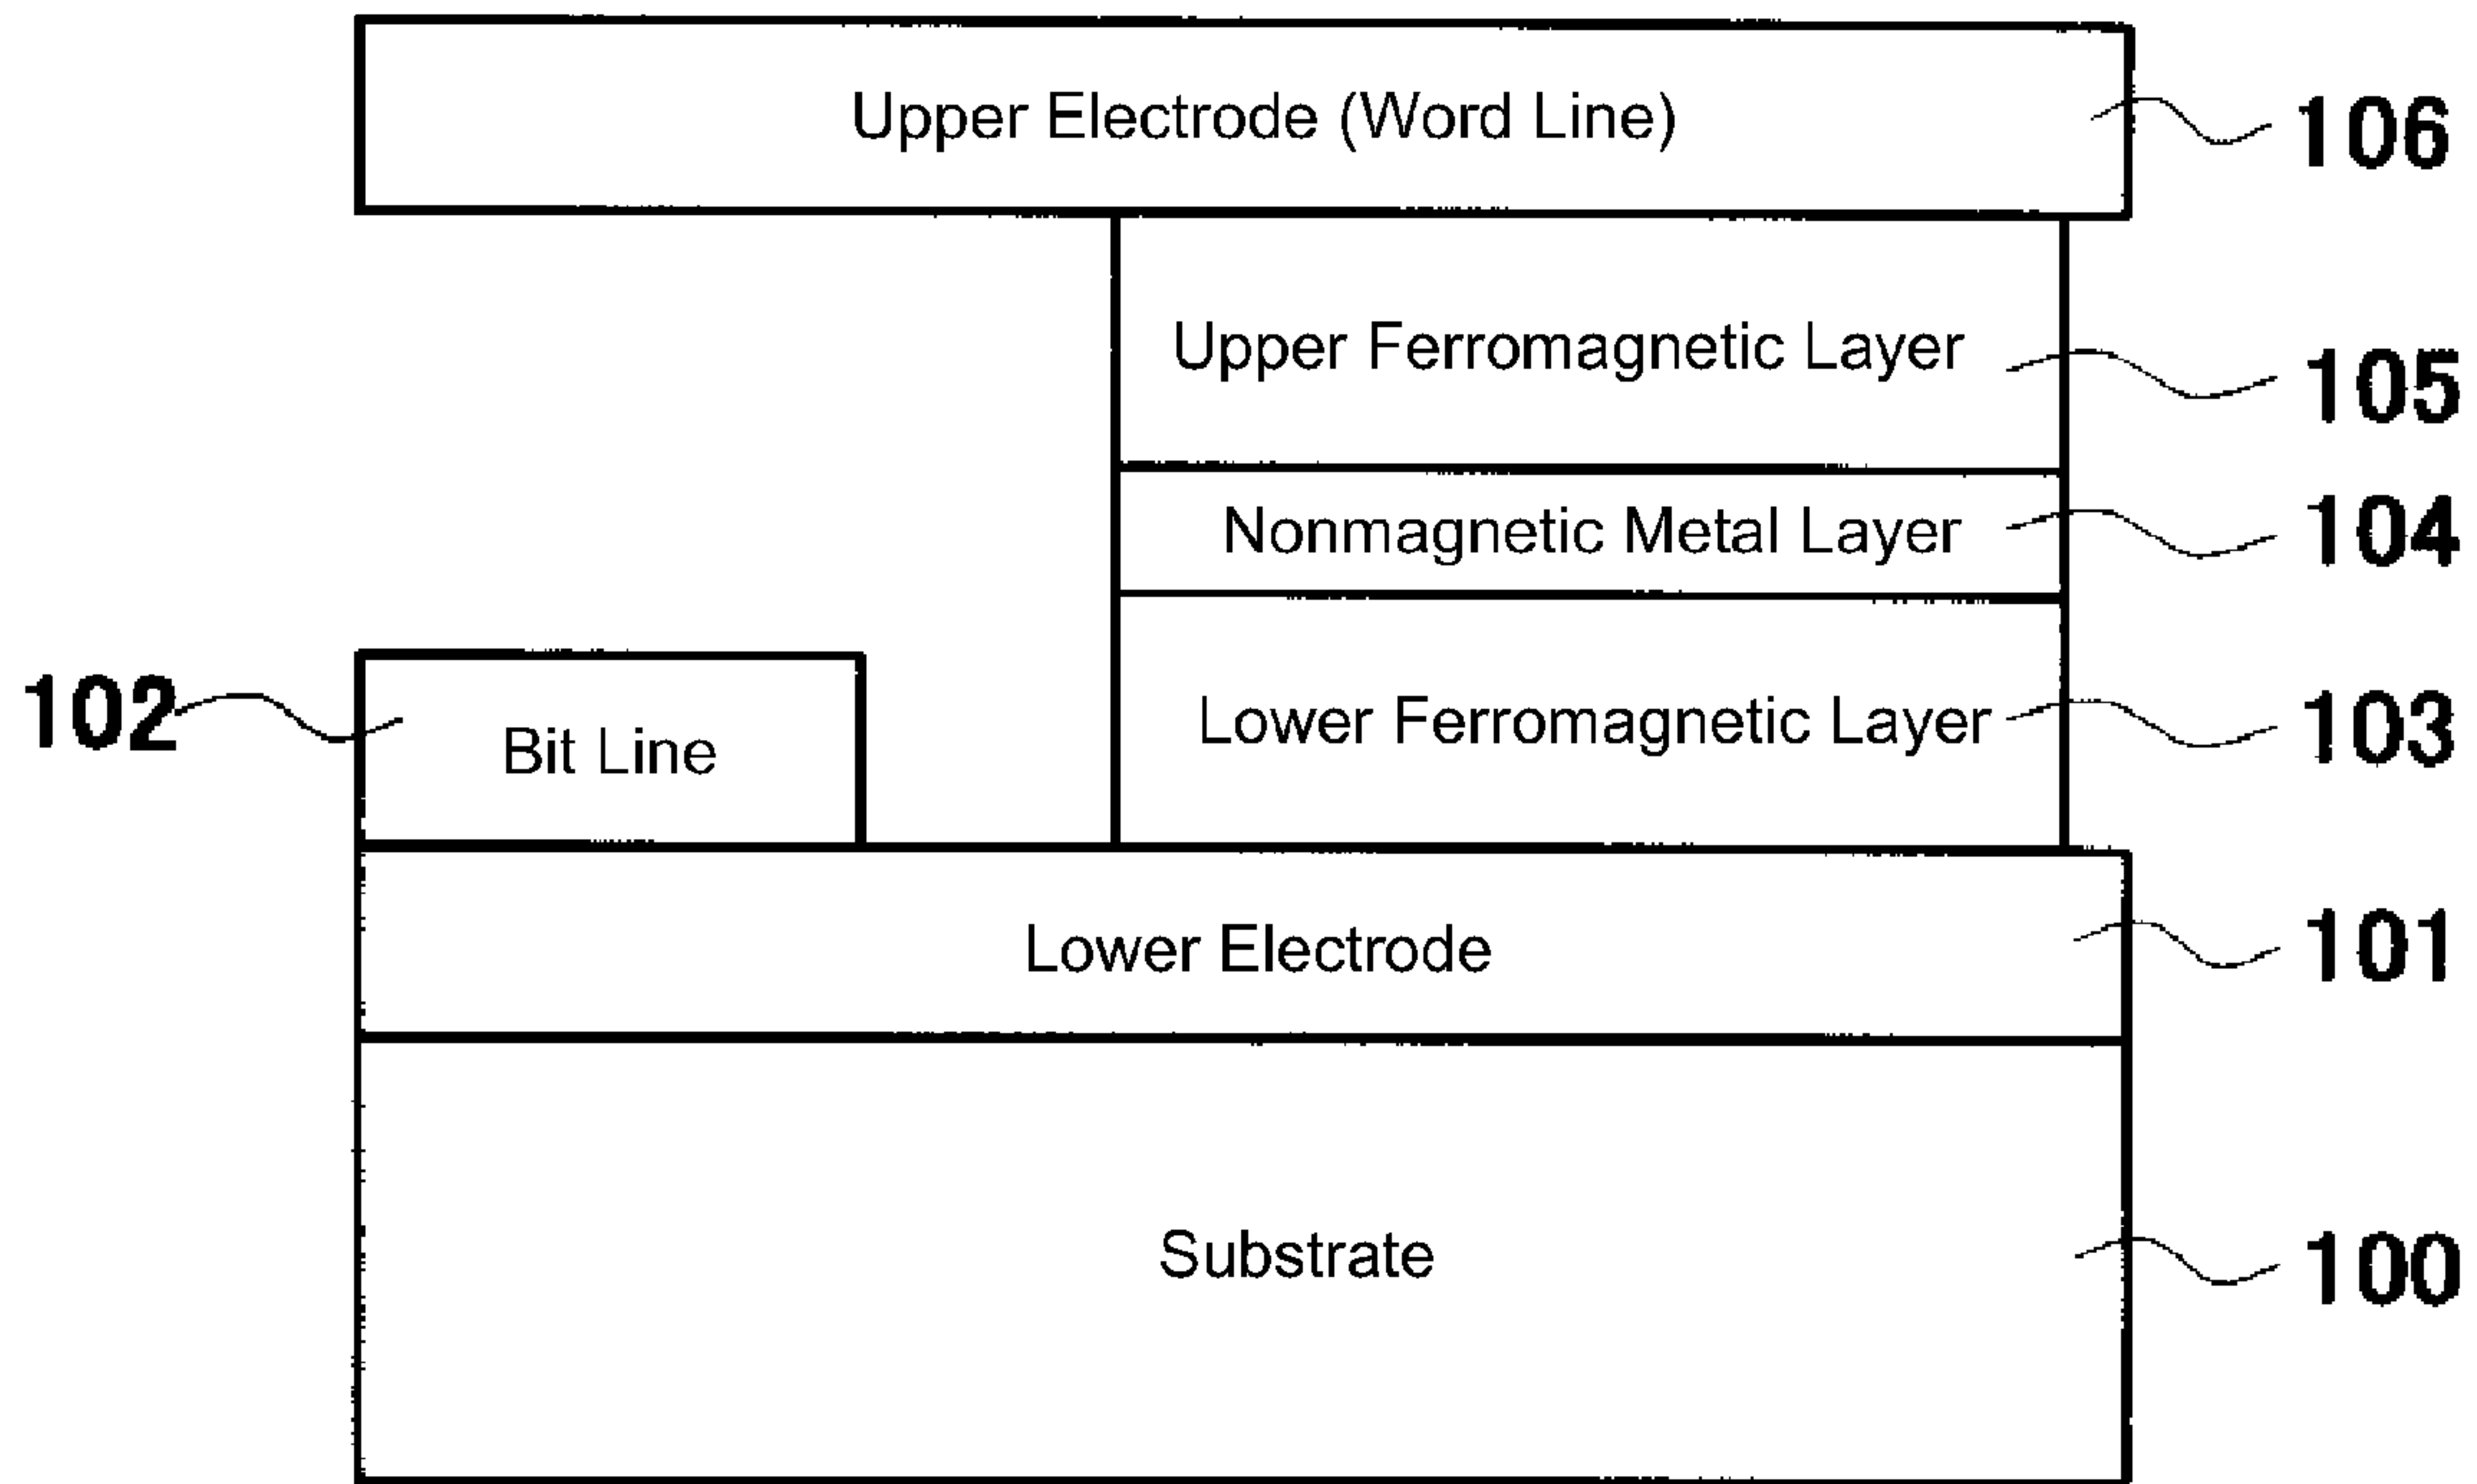 Upper Electrode (Word Line)
106
Upper Ferromagnetic Layer
105
Nonmagnetic Metal Layer
104
102
Bit Line
Lower Ferromagnetic Layer
103
Lower Electrode
101
Substrate
100